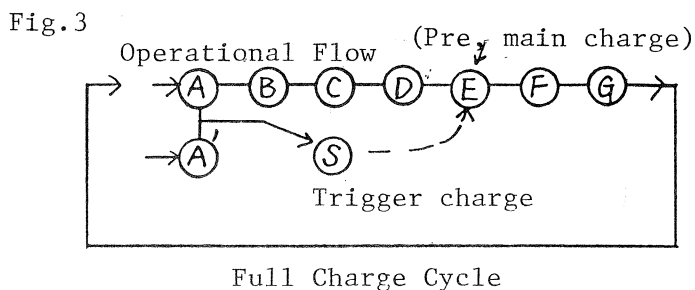 Fig.3
Operational Flow
(Pre, main charge)
A B C D E F G
A' S
Trigger charge
Full Charge Cycle